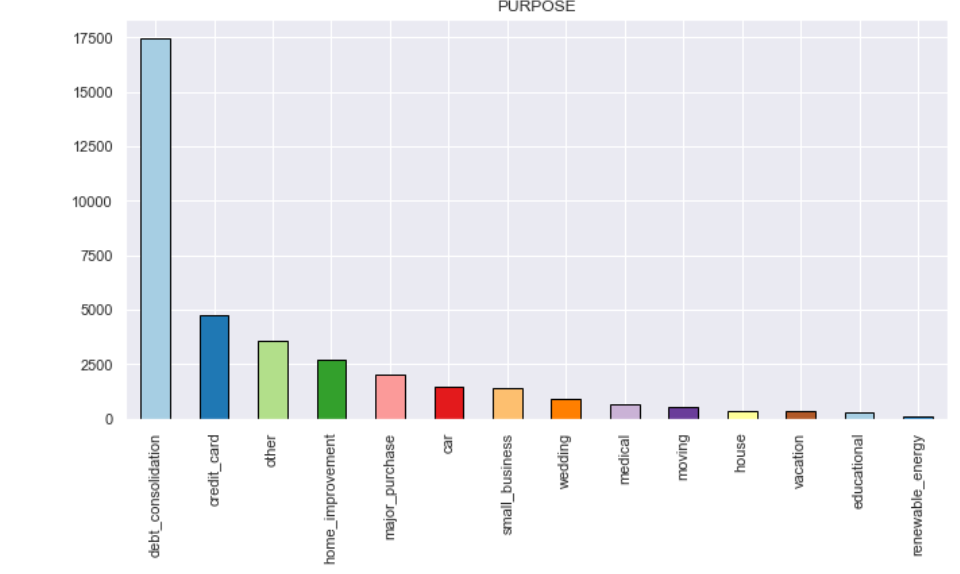 PURPOSE
17500
15000
12500
10000
7500
5000
2500
0
debt_consolidation
credit_card
other
home_improvement
major_purchase
car
small_business
wedding
medical
moving
house
vacation
educational
renewable_energy